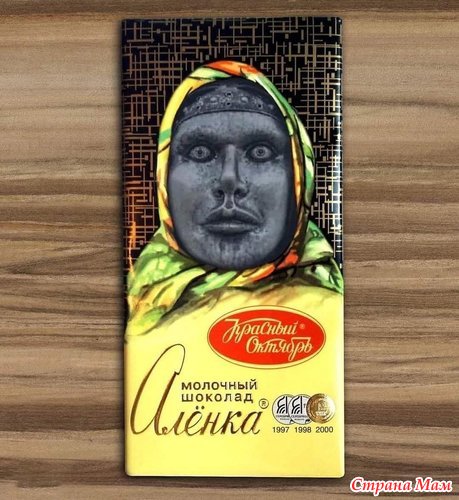 Красный®
Октябрь
молочный
шоколад
Алёнка®
1997 1998 2000
Страна Мам